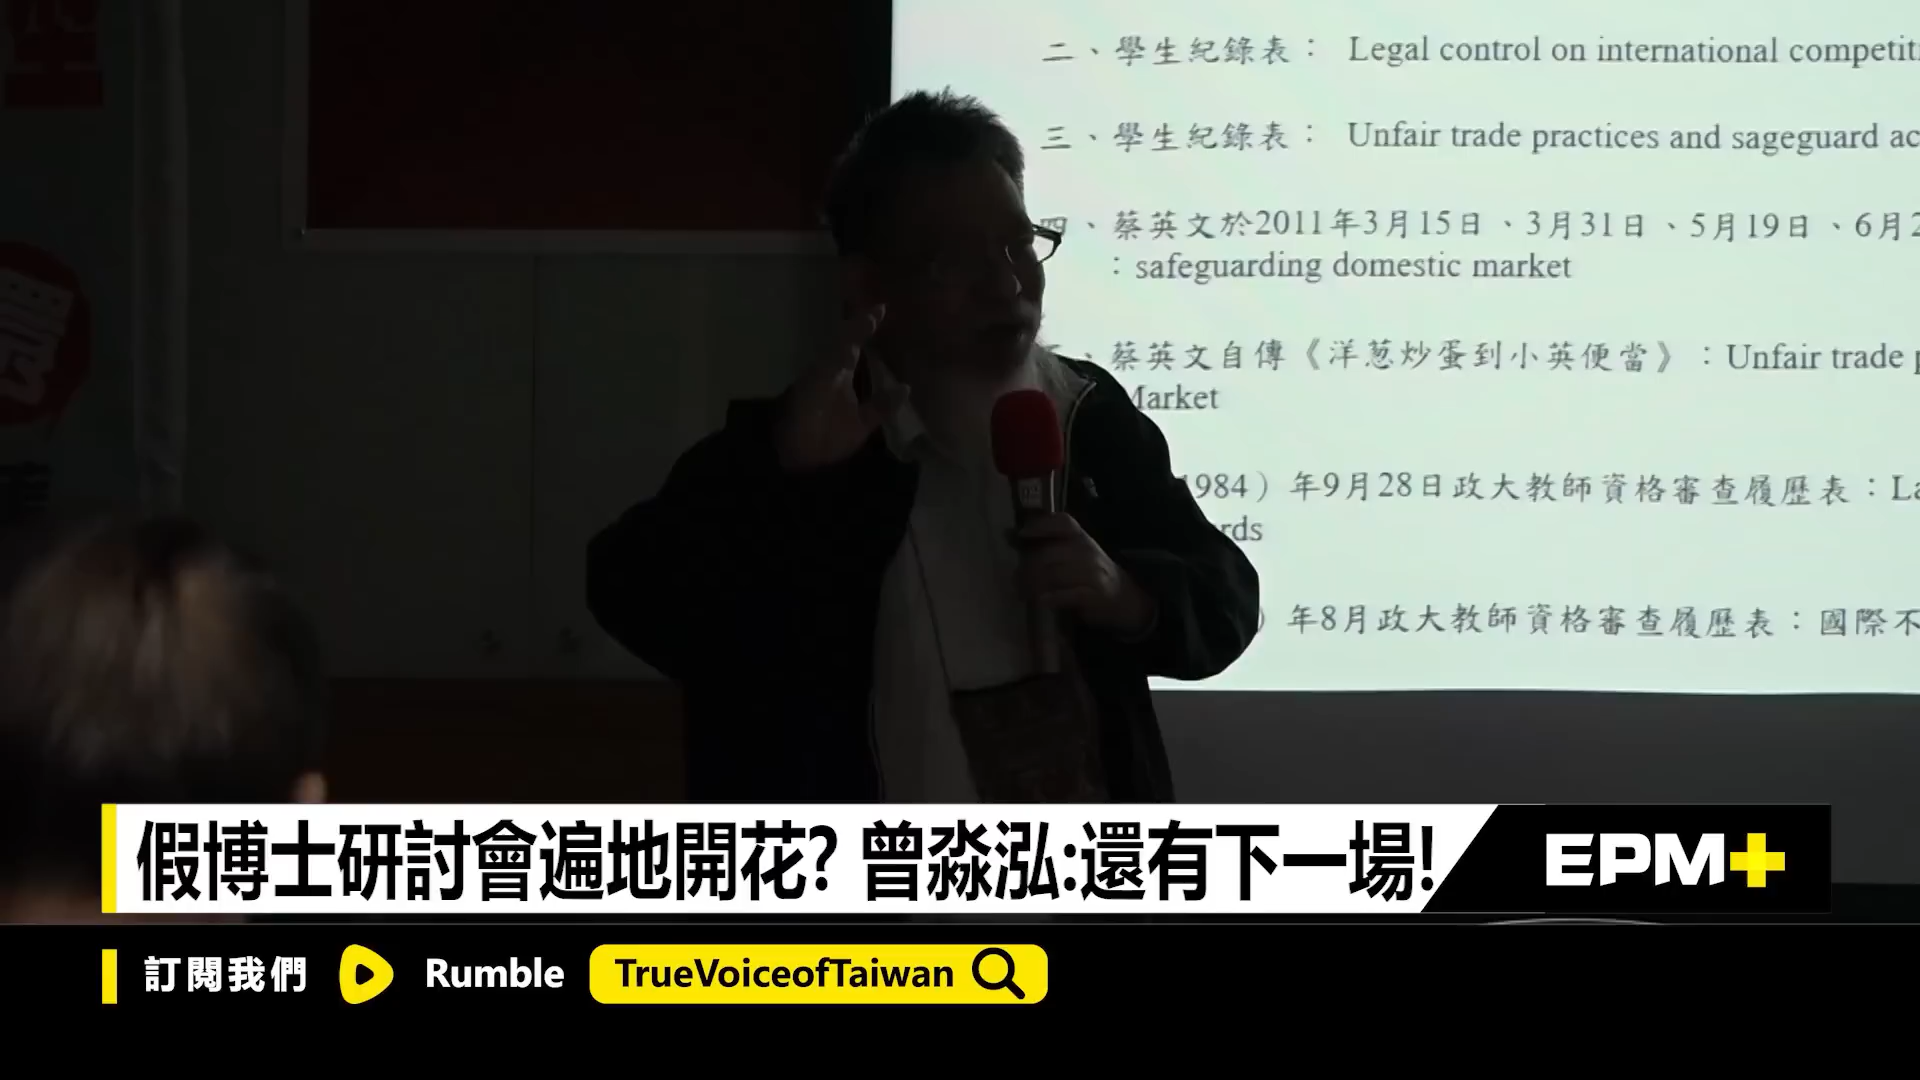 二、學生紀錄表： Legal control on international competiti
三、學生紀錄表： Unfair trade practices and sageguard ac
四、蔡英文於2011年3月15日、3月31日、5月19日、6月2
：safeguarding domestic market
、蔡英文自傳《洋蔥炒蛋到小英便當》：Unfair trade p
Market
1984）年9月28日政大教師資格審查履歷表：La
rds
）年8月政大教師資格審查履歷表：國際不
假博士研討會遍地開花? 曾淼泓:還有下一場!
EPM+
訂閱我們 Rumble TrueVoiceofTaiwan